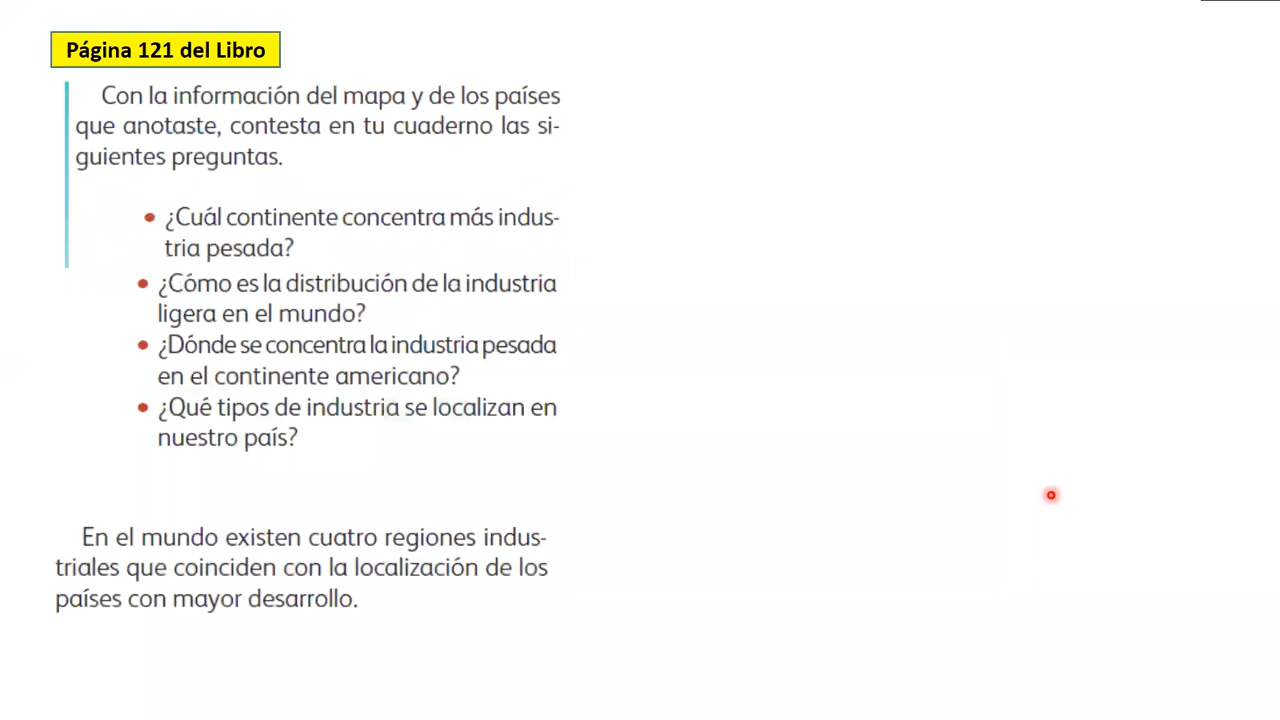 Página 121 del Libro
Con la información del mapa y de los países
que anotaste, contesta en tu cuaderno las si-
guientes preguntas.
• ¿Cuál continente concentra más indus-
tria pesada?
• ¿Cómo es la distribución de la industria
ligera en el mundo?
• ¿Dónde se concentra la industria pesada
en el continente americano?
• ¿Qué tipos de industria se localizan en
nuestro país?
En el mundo existen cuatro regiones indus-
triales que coinciden con la localización de los
países con mayor desarrollo.